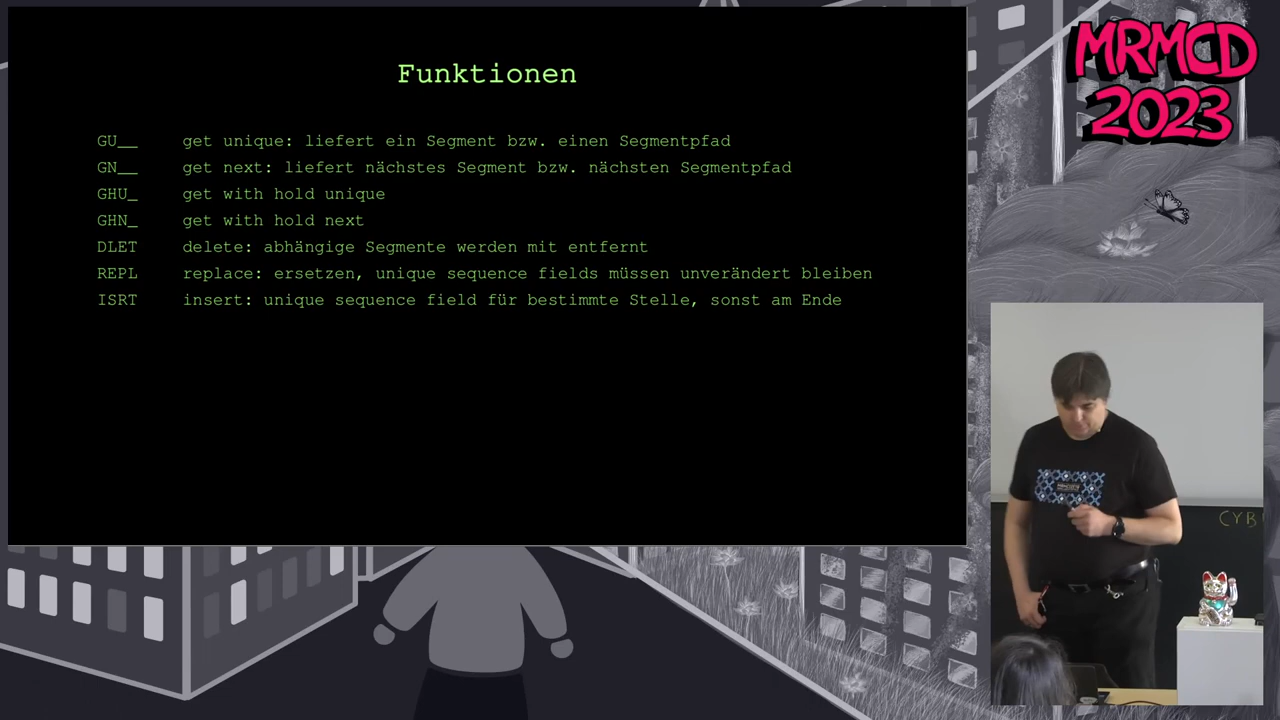 MRMCD
2023
Funktionen
GU__ get unique: liefert ein Segment bzw. einen Segmentpfad
GN__ get next: liefert nächstes Segment bzw. nächsten Segmentpfad
GHU_ get with hold unique
GHN_ get with hold next
DLET delete: abhängige Segmente werden mit entfernt
REPL replace: ersetzen, unique sequence fields müssen unverändert bleiben
ISRT insert: unique sequence field für bestimmte Stelle, sonst am Ende
CYB